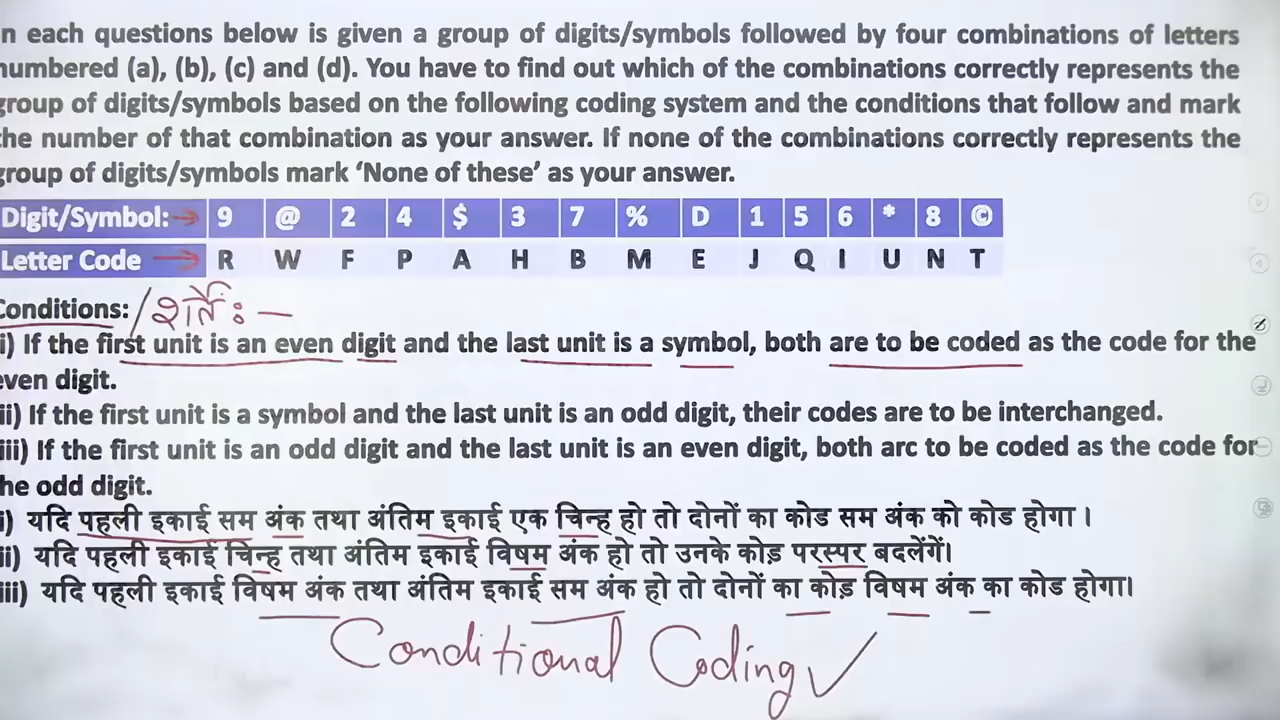 n each questions below is given a group of digits/symbols followed by four combinations of letters
numbered (a), (b), (c) and (d). You have to find out which of the combinations correctly represents the
group of digits/symbols based on the following coding system and the conditions that follow and mark
the number of that combination as your answer. If none of the combinations correctly represents the
group of digits/symbols mark ‘None of these’ as your answer.
Digit/Symbol: → 9 @ 2 4 $ 3 7 % D 1 5 6 * 8 ©
Letter Code → R W F P A H B M E J Q I U N T
Conditions: / शर्ते : —
i) If the first unit is an even digit and the last unit is a symbol, both are to be coded as the code for the
even digit.
ii) If the first unit is a symbol and the last unit is an odd digit, their codes are to be interchanged.
iii) If the first unit is an odd digit and the last unit is an even digit, both arc to be coded as the code for
he odd digit.
i) यदि पहली इकाई सम अंक तथा अंतिम इकाई एक चिन्ह हो तो दोनों का कोड सम अंक को कोड होगा।
ii) यदि पहली इकाई चिन्ह तथा अंतिम इकाई विषम अंक हो तो उनके कोड़ परस्पर बदलेंगें।
iii) यदि पहली इकाई विषम अंक तथा अंतिम इकाई सम अंक हो तो दोनों का कोड़ विषम अंक का कोड होगा।
Conditional Coding ✓